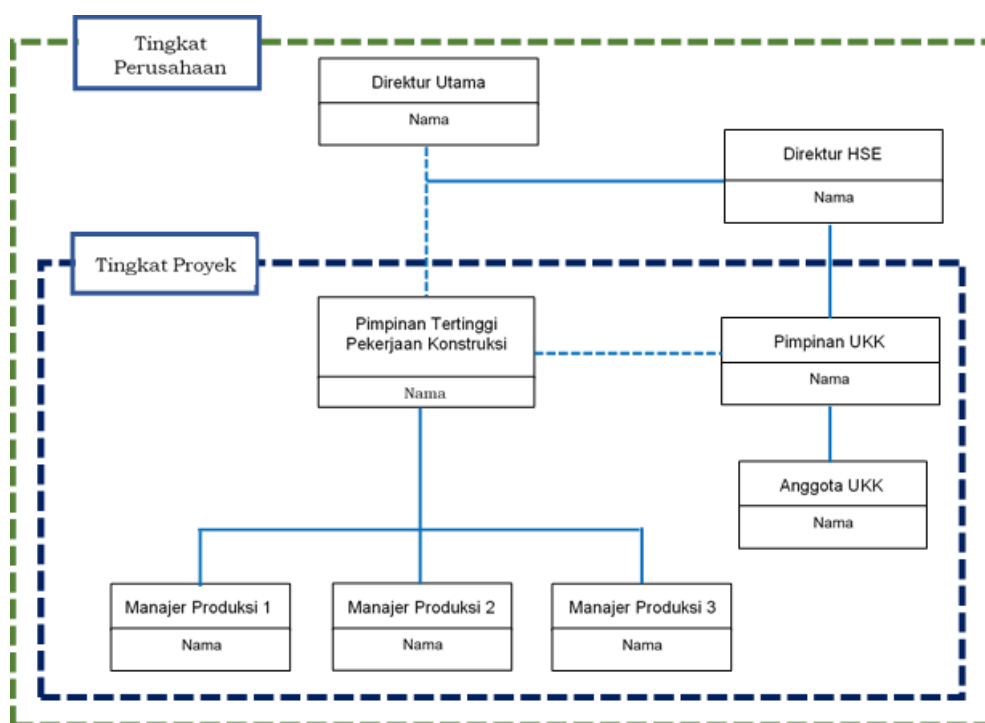 Tingkat
Perusahaan
Direktur Utama
Nama
Direktur HSE
Nama
Tingkat Proyek
Pimpinan Tertinggi
Pekerjaan Konstruksi
Nama
Pimpinan UKK
Nama
Anggota UKK
Nama
Manajer Produksi 1
Nama
Manajer Produksi 2
Nama
Manajer Produksi 3
Nama